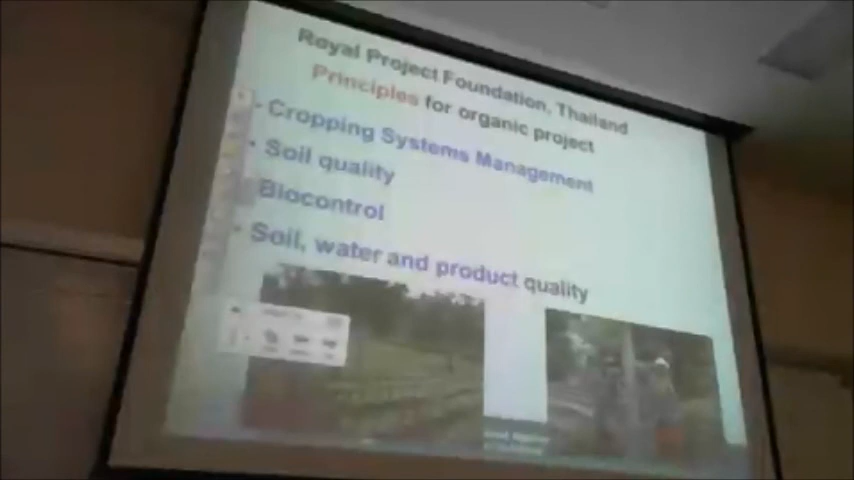 Royal Project Foundation, Thailand
Principles for organic project
• Cropping Systems Management
• Soil quality
Biocontrol
• Soil, water and product quality